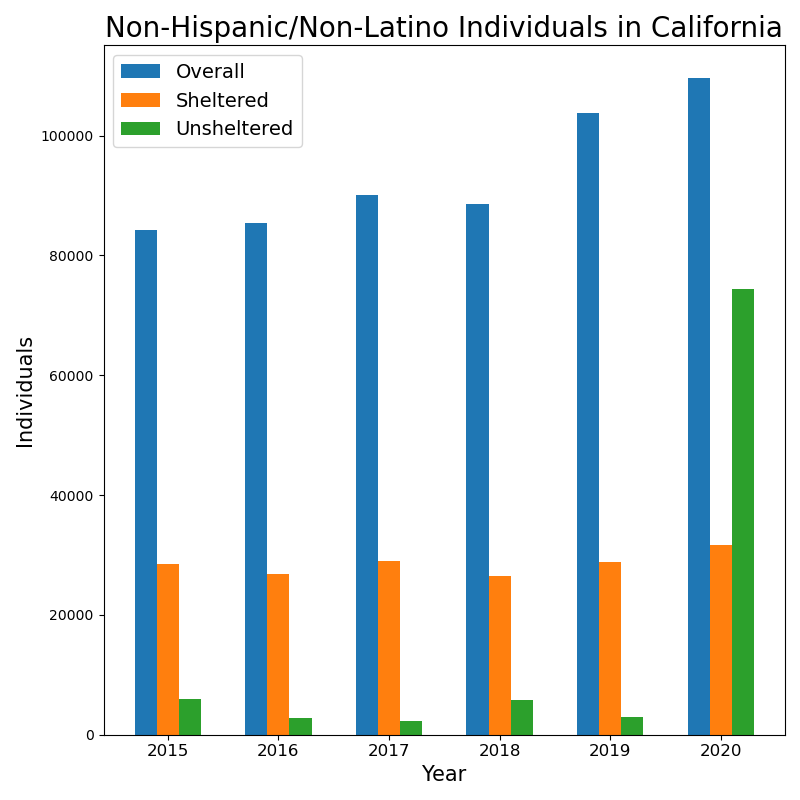 Non-Hispanic/Non-Latino Individuals in California
Overall
Sheltered
Unsheltered
100000
80000
60000
40000
20000
0
Individuals
2015 2016 2017 2018 2019 2020
Year